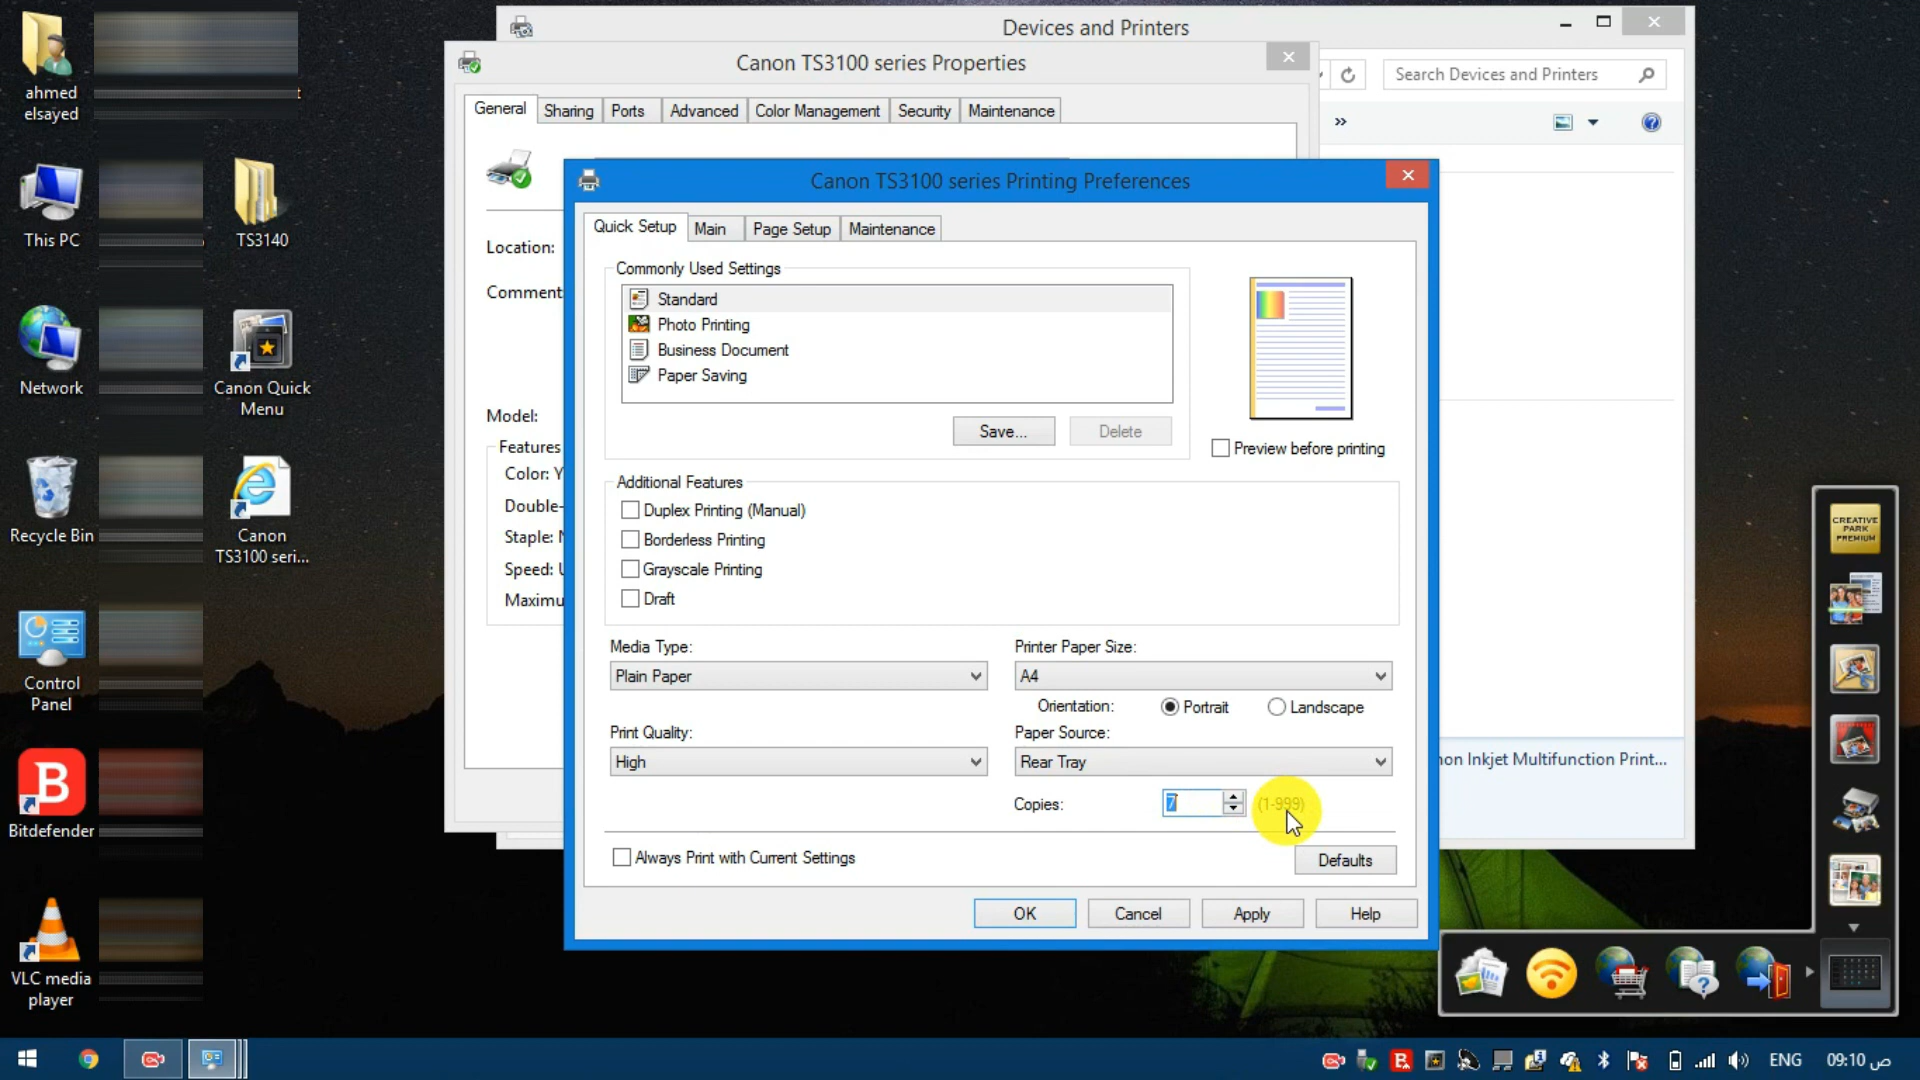 ahmed
elsayed
This PC
Network
Recycle Bin
Control
Panel
Bitdefender
VLC media
player
TS3140
Canon Quick
Menu
Canon
TS3100 seri...
Devices and Printers
Search Devices and Printers
»
Canon TS3100 series Properties
General
Sharing
Ports
Advanced
Color Management
Security
Maintenance
Location:
Comment
Model:
Features
Color: Y
Double-
Staple:
Speed:
Maximu
Canon TS3100 series Printing Preferences
Quick Setup
Main
Page Setup
Maintenance
Commonly Used Settings
Standard
Photo Printing
Business Document
Paper Saving
Save...
Delete
Preview before printing
Additional Features
Duplex Printing (Manual)
Borderless Printing
Grayscale Printing
Draft
Media Type:
Plain Paper
Printer Paper Size:
A4
Orientation:
Portrait
Landscape
Print Quality:
High
Paper Source:
Rear Tray
Copies:
7
(1-999)
Always Print with Current Settings
Defaults
OK
Cancel
Apply
Help
non Inkjet Multifunction Print...
CREATIVE
PARK
PREMIUM
ENG
09:10 ص